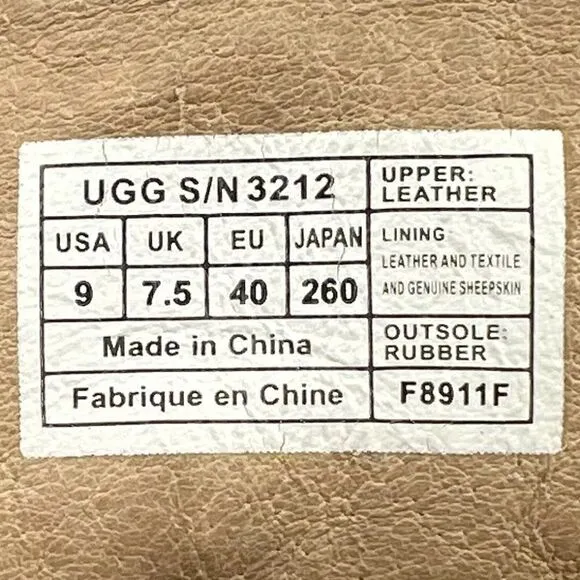 UGG S/N 3212
UPPER:
LEATHER
USA UK EU JAPAN
9 7.5 40 260
LINING
LEATHER AND TEXTILE
AND GENUINE SHEEPSKIN
Made in China
OUTSOLE:
RUBBER
Fabrique en Chine
F8911F